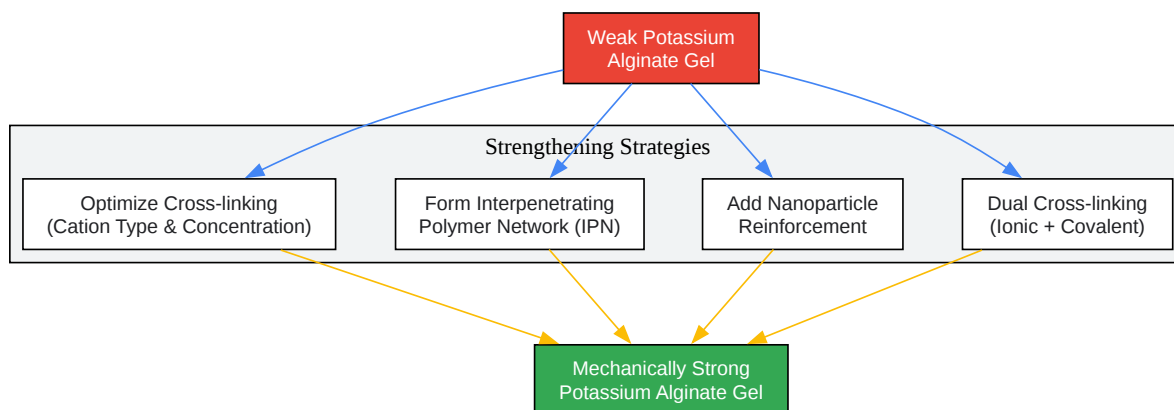 Weak Potassium
Alginate Gel
Strengthening Strategies
Optimize Cross-linking
(Cation Type & Concentration)
Form Interpenetrating
Polymer Network (IPN)
Add Nanoparticle
Reinforcement
Dual Cross-linking
(Ionic + Covalent)
Mechanically Strong
Potassium Alginate Gel